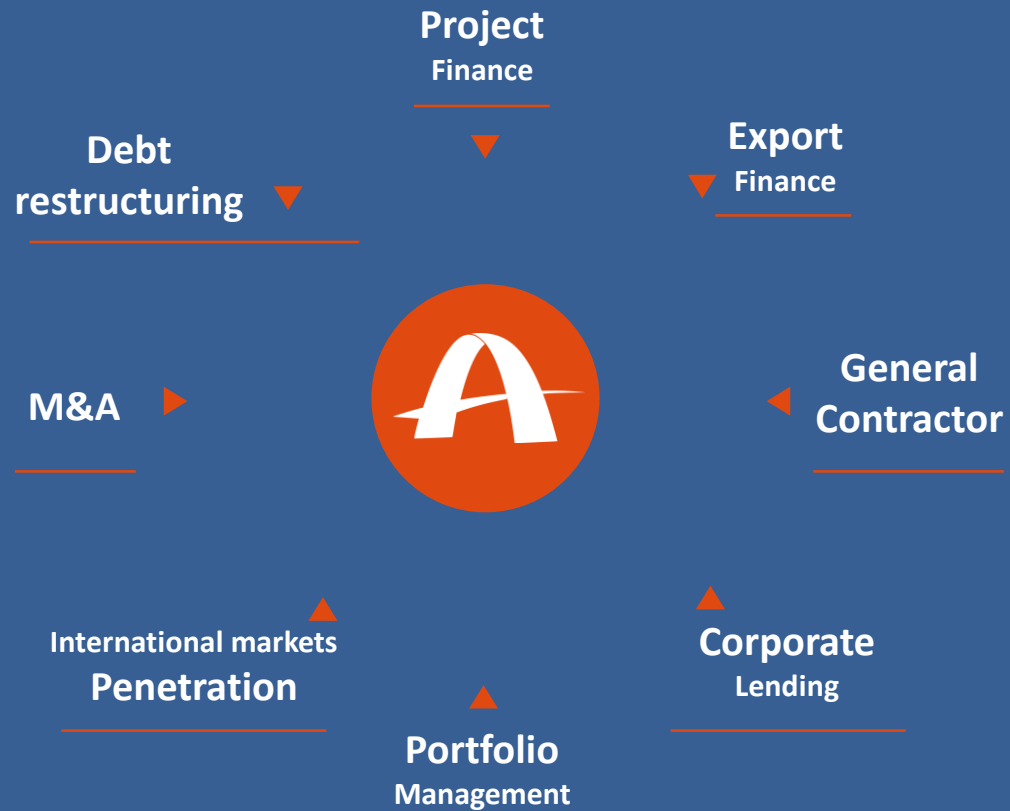 Project
Finance
Export
Finance
Debt
restructuring
General
Contractor
M&A
International markets
Penetration
Corporate
Lending
Portfolio
Management